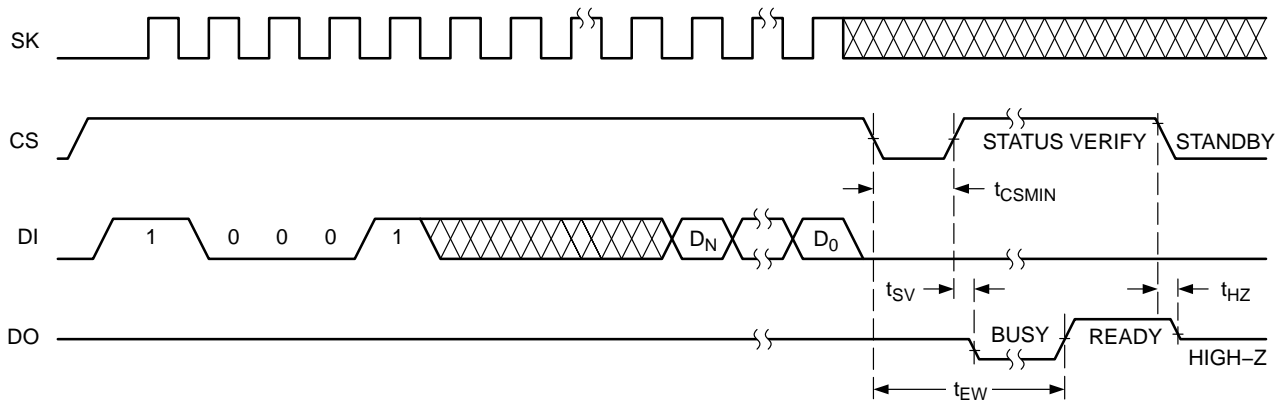 SK
CS
STATUS VERIFY
STANDBY
tCSMIN
DI
1
0
0
0
1
DN
D0
tSV
tHZ
DO
BUSY
READY
HIGH–Z
tEW